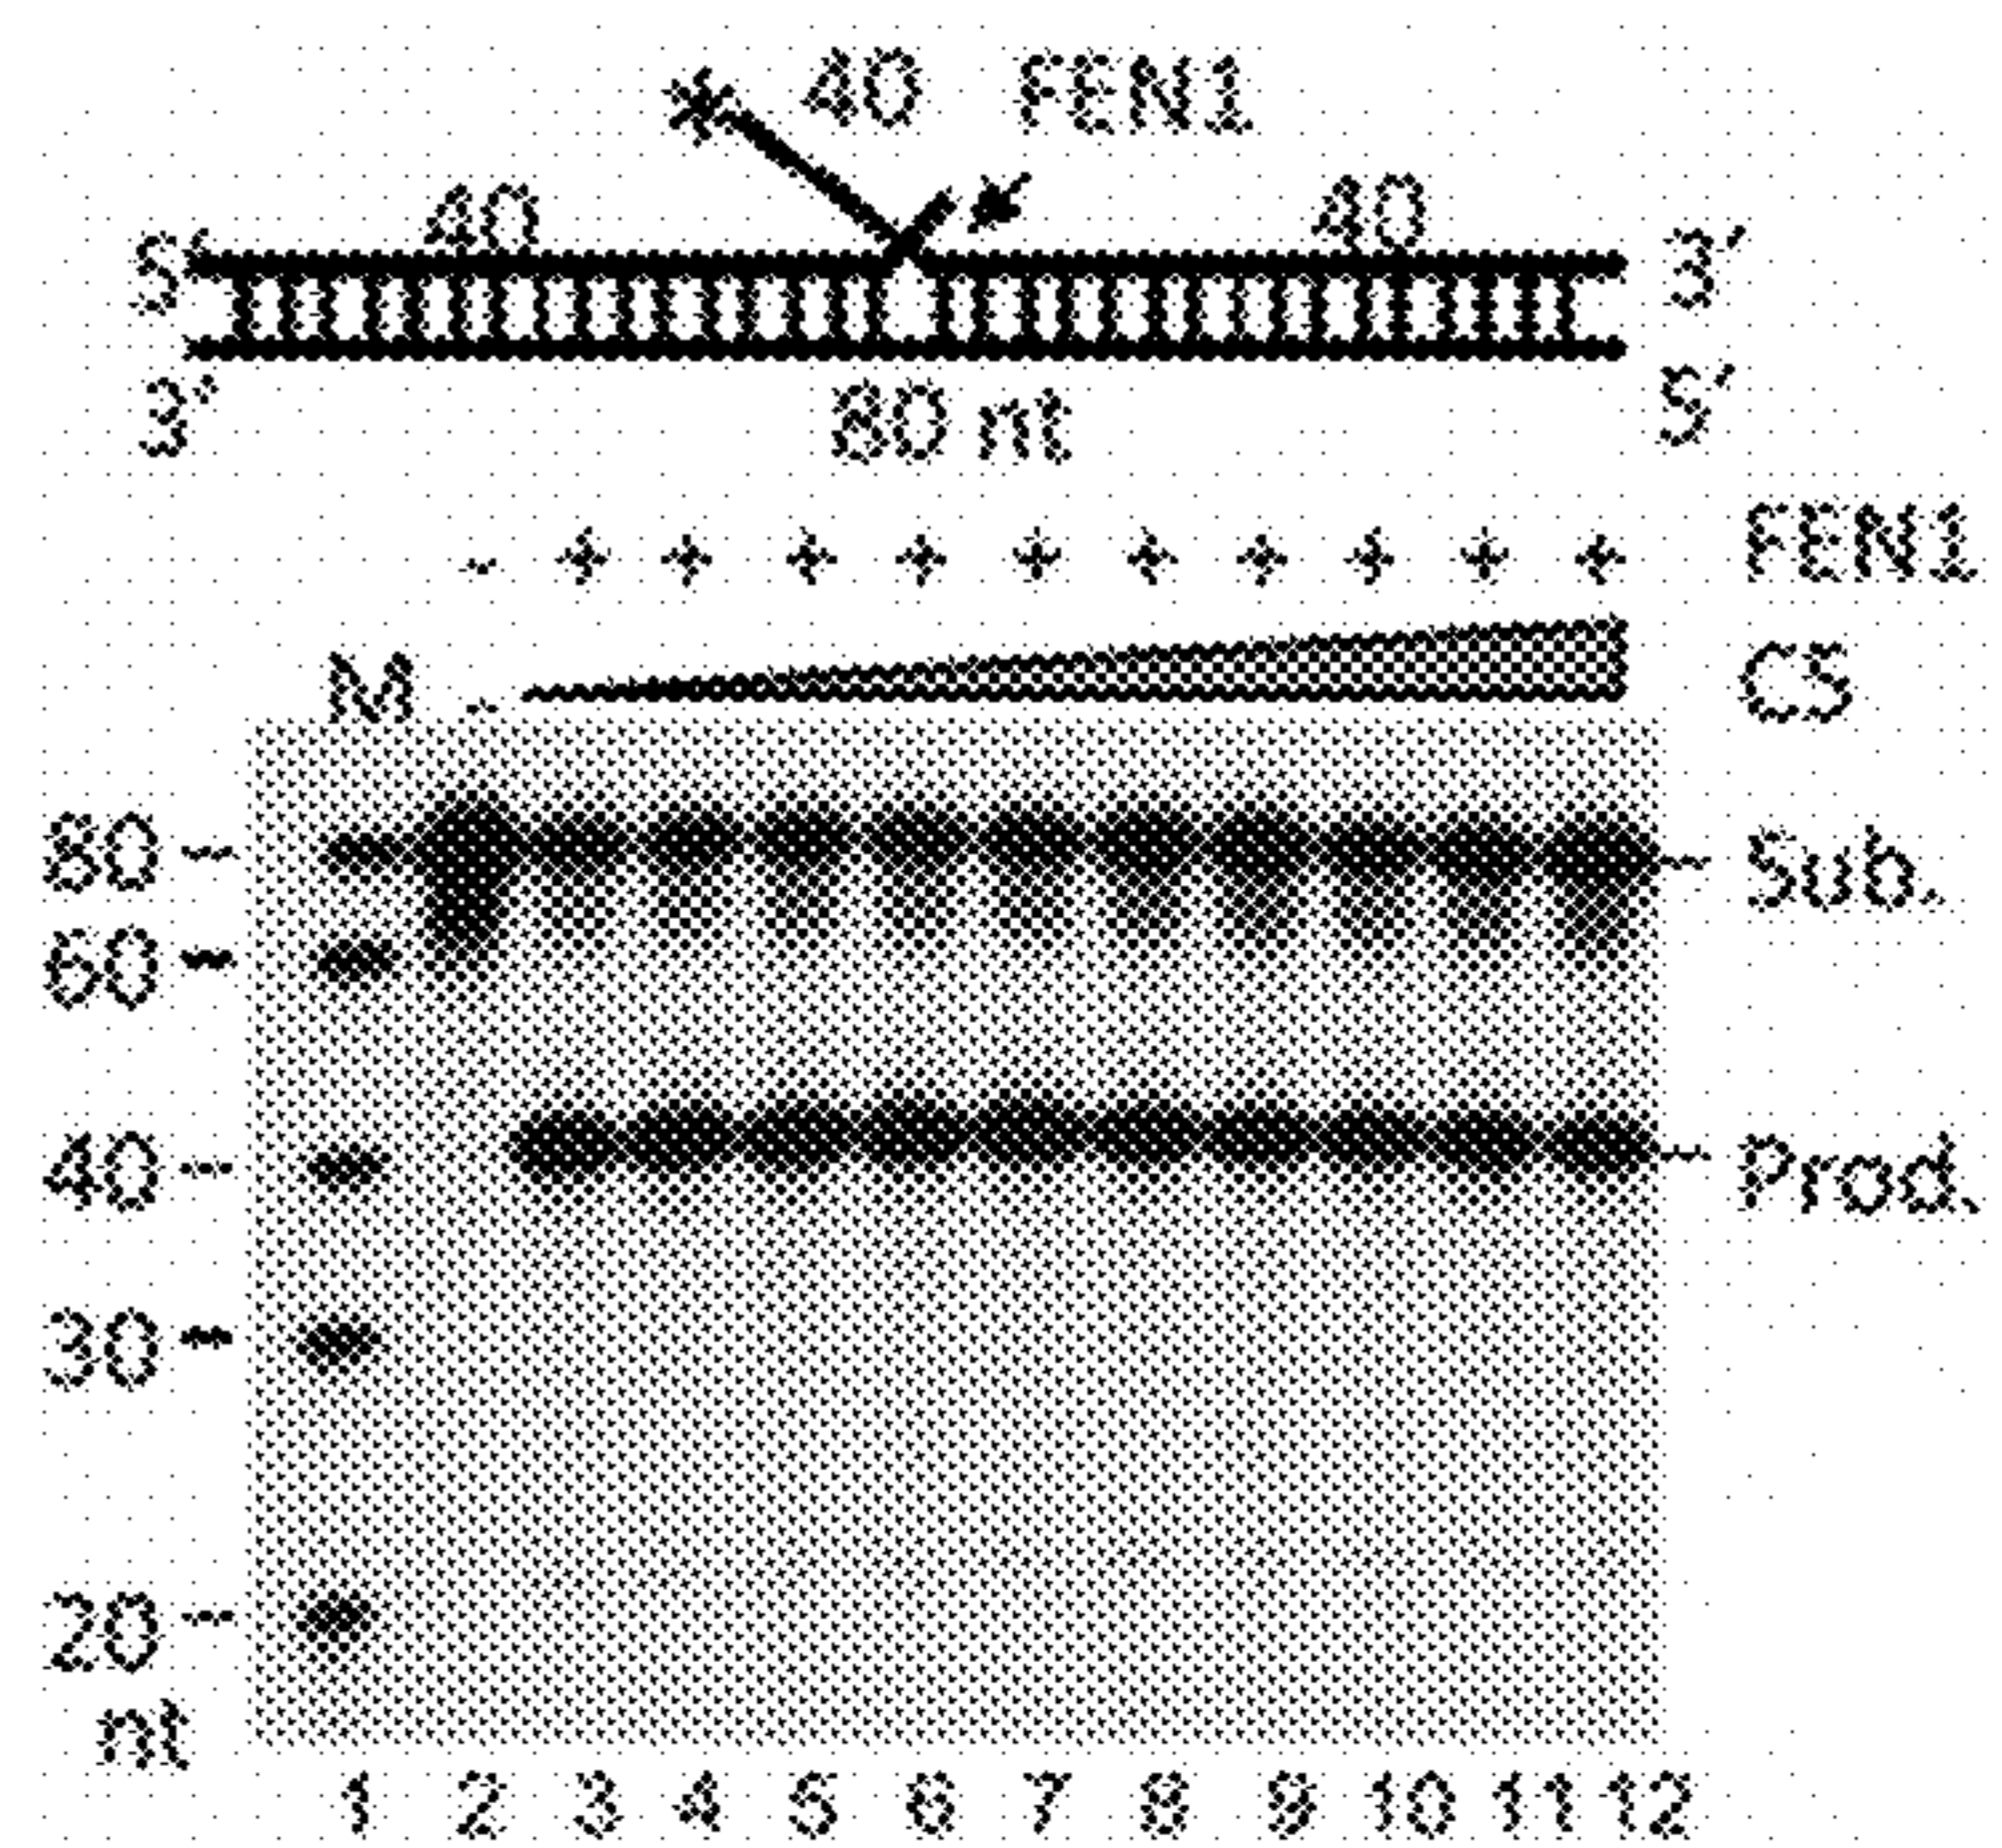 * 40 FEN1
40 40
5' 3'
3' 5'
80 nt
- + + + + + + + + + + FEN1
M - C5
80 - - Sub.
60 -
40 - - Prod.
30 -
20 -
nt
1 2 3 4 5 6 7 8 9 10 11 12